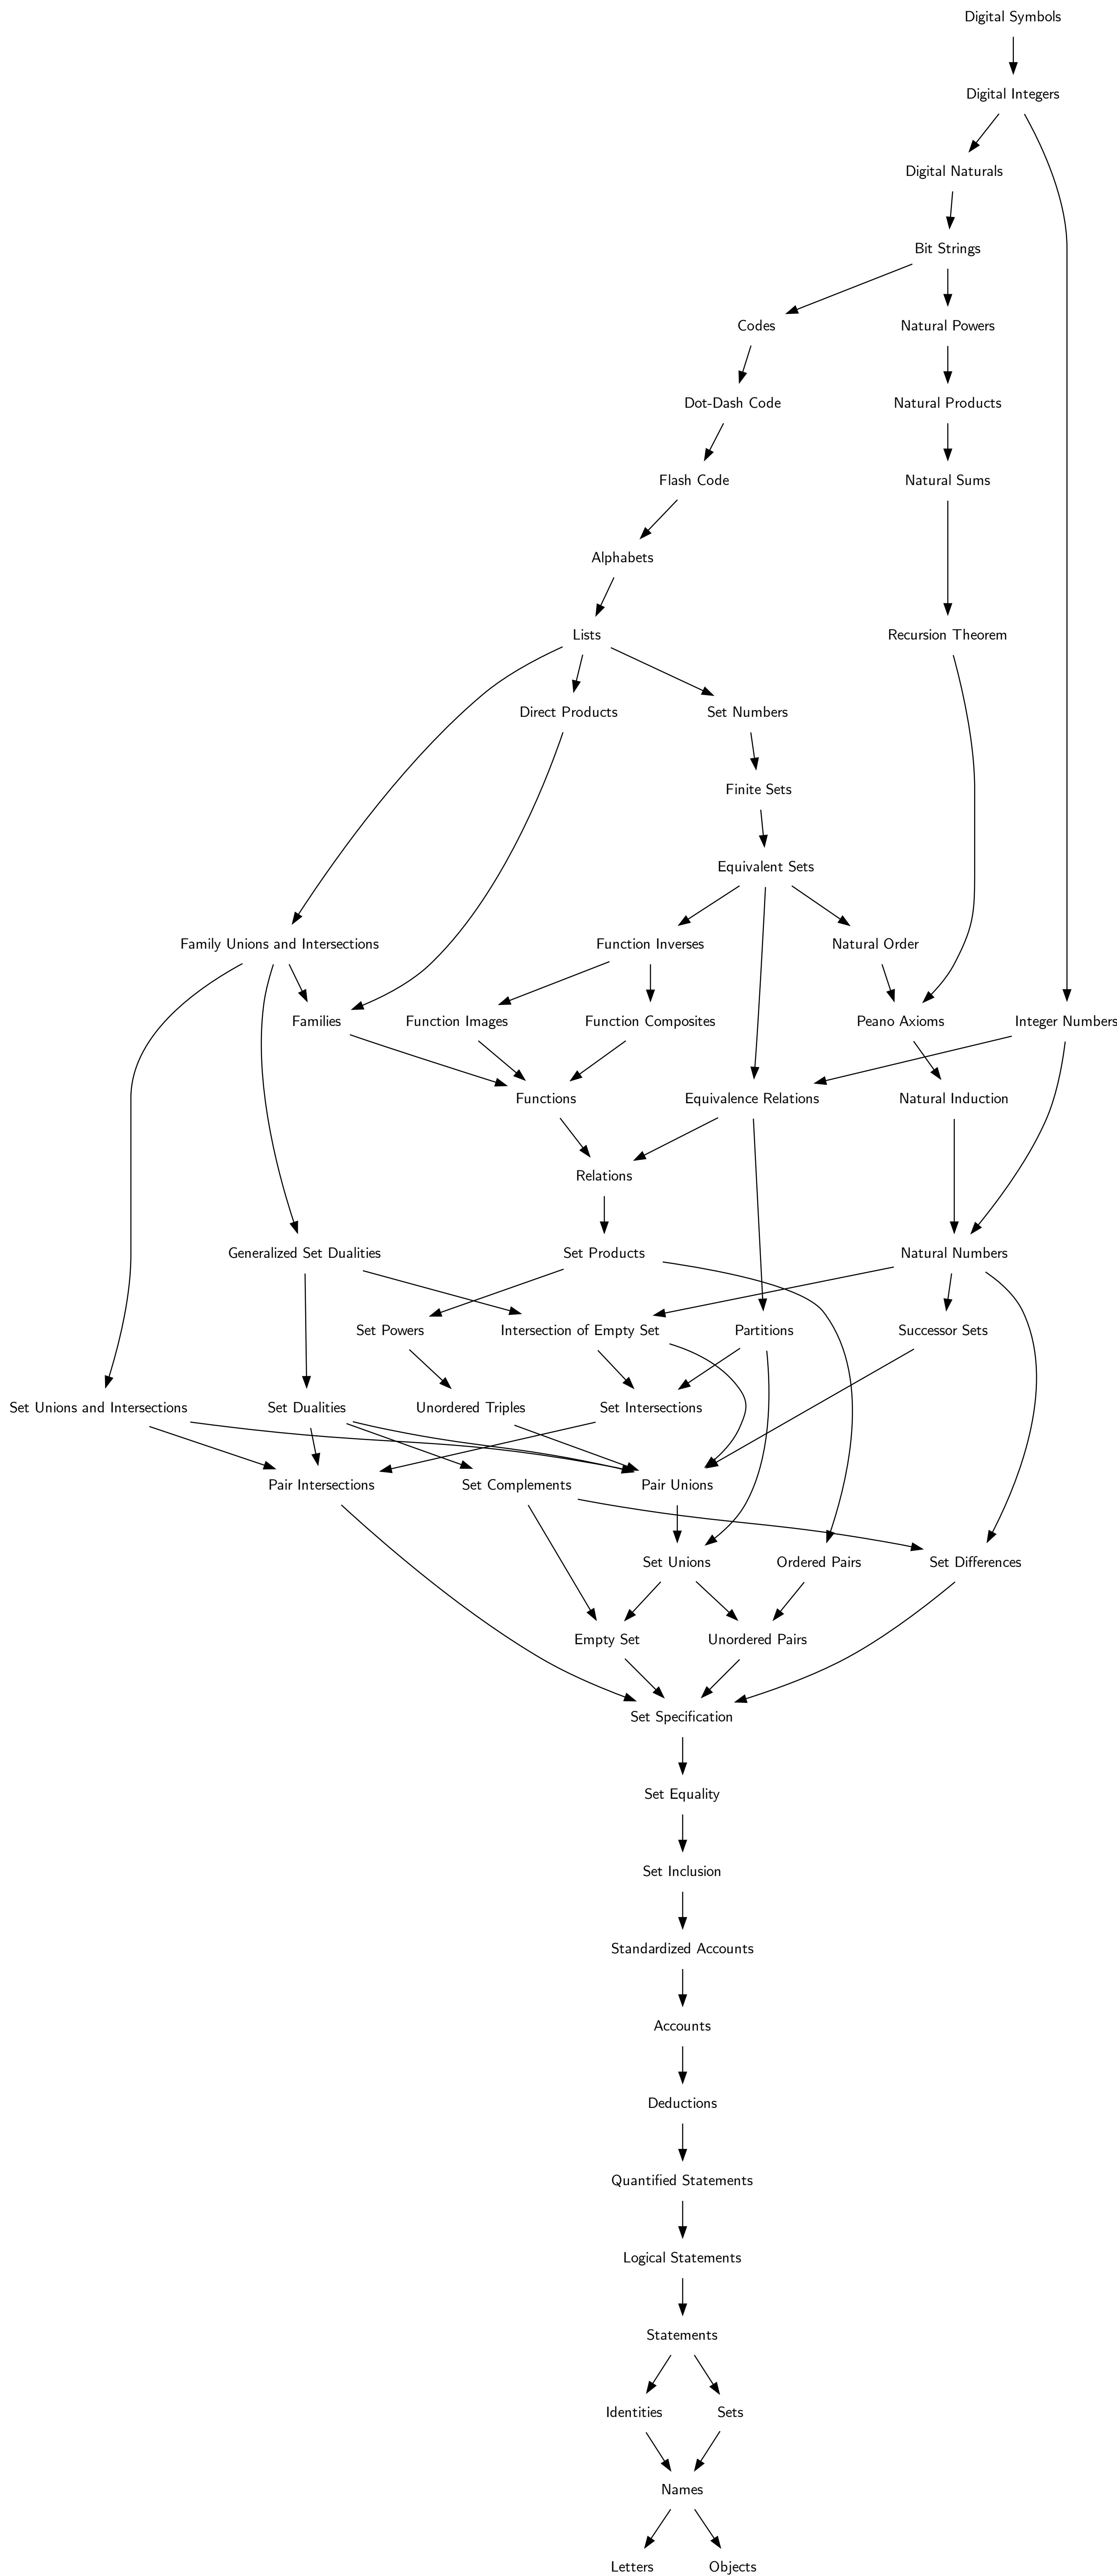 Digital Symbols
Digital Integers
Digital Naturals
Bit Strings
Codes
Natural Powers
Dot-Dash Code
Natural Products
Flash Code
Natural Sums
Alphabets
Lists
Recursion Theorem
Direct Products
Set Numbers
Finite Sets
Equivalent Sets
Family Unions and Intersections
Function Inverses
Natural Order
Families
Function Images
Function Composites
Peano Axioms
Integer Numbers
Functions
Equivalence Relations
Natural Induction
Relations
Generalized Set Dualities
Set Products
Natural Numbers
Set Powers
Intersection of Empty Set
Partitions
Successor Sets
Set Unions and Intersections
Set Dualities
Unordered Triples
Set Intersections
Pair Intersections
Set Complements
Pair Unions
Set Unions
Ordered Pairs
Set Differences
Empty Set
Unordered Pairs
Set Specification
Set Equality
Set Inclusion
Standardized Accounts
Accounts
Deductions
Quantified Statements
Logical Statements
Statements
Identities
Sets
Names
Letters
Objects